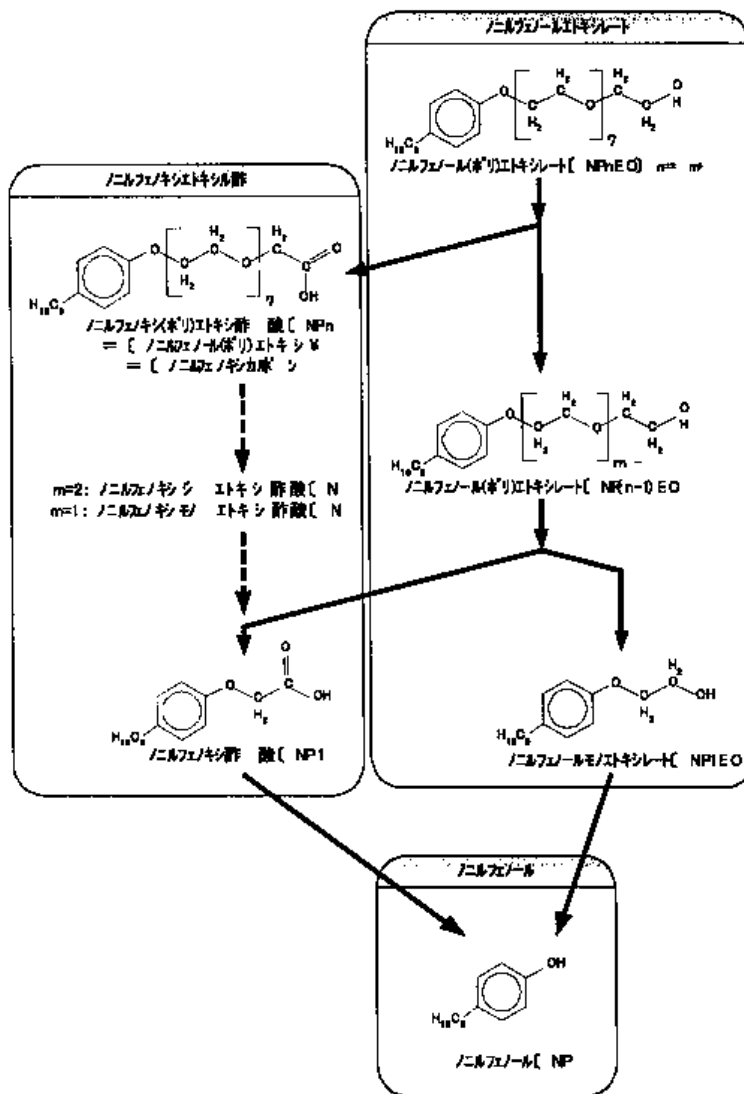 ノニルフェノールエトキシレート
ノニルフェノール(ポリ)エトキシレート[ NPnEO]
ノニルフェノキシエトキシル酢
ノニルフェノキシ(ポリ)エトキシ酢 酸[ NPn
= [ ノニルフェノール(ポリ)エトキシ
= [ ノニルフェノキシカルボ ン
m=2: ノニルフェノキシジ エトキシ酢酸[ N
m=1: ノニルフェノキシモノ エトキシ酢酸[ N
ノニルフェノール(ポリ)エトキシレート[ NP(n-1)EO
ノニルフェノキシ酢 酸[ NP1
ノニルフェノールモノエトキシレート[ NP1EO
ノニルフェノール
OH
ノニルフェノール[ NP